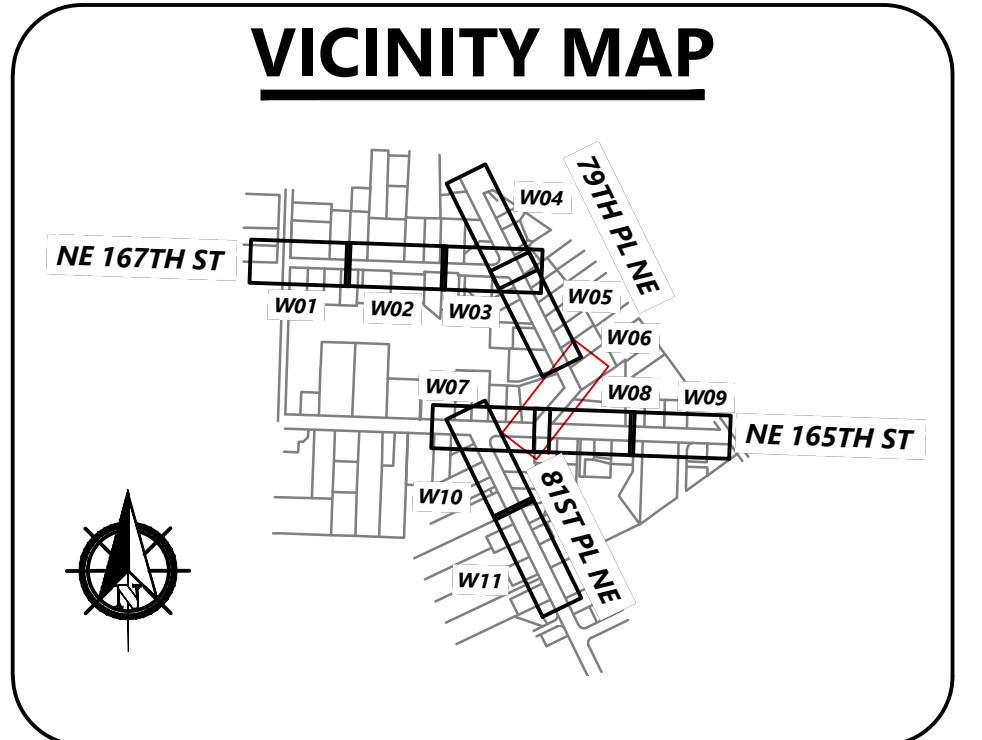 VICINITY MAP
W04
79TH PL NE
NE 167TH ST
W01
W02
W03
W05
W06
W07
W08
W09
NE 165TH ST
W10
81ST PL NE
W11
N